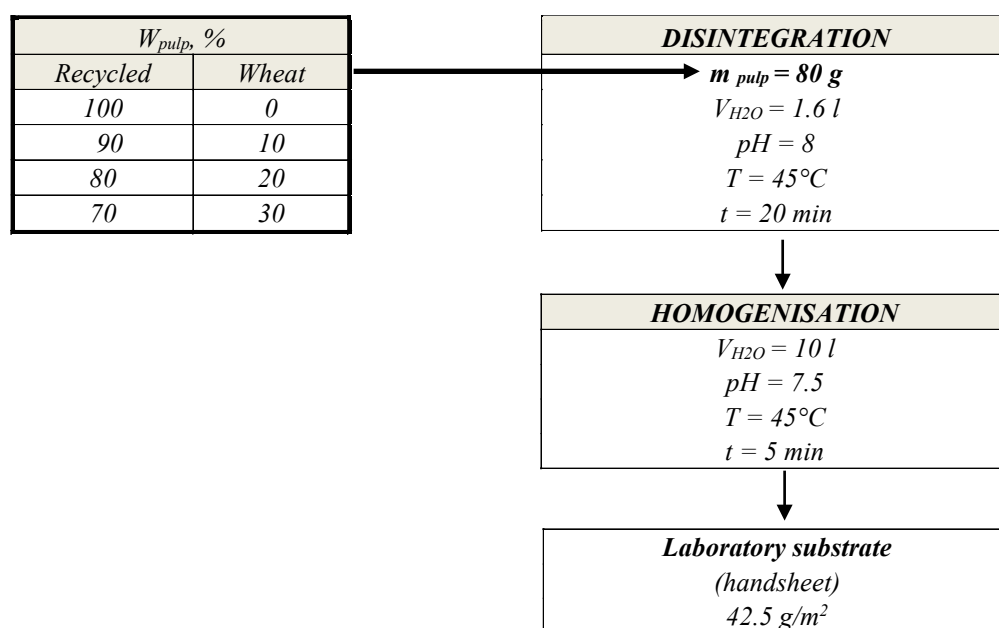 W_pulp, %
Recycled Wheat
100 0
90 10
80 20
70 30
DISINTEGRATION
m pulp = 80 g
V_H2O = 1.6 l
pH = 8
T = 45°C
t = 20 min
HOMOGENISATION
V_H2O = 10 l
pH = 7.5
T = 45°C
t = 5 min
Laboratory substrate
(handsheet)
42.5 g/m²